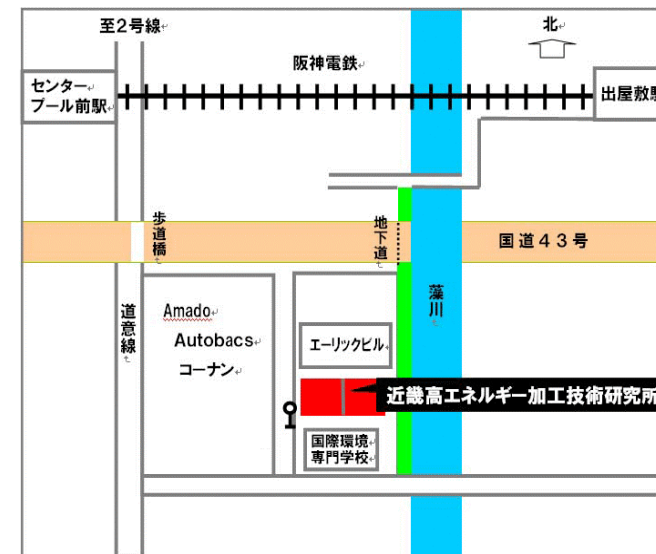 至2号線
北
阪神電鉄
センター
プール前駅
出屋敷駅
歩道橋
地下道
国道43号
道意線
藻川
Amado
Autobacs
コーナン
エーリックビル
近畿高エネルギー加工技術研究所
国際環境
専門学校